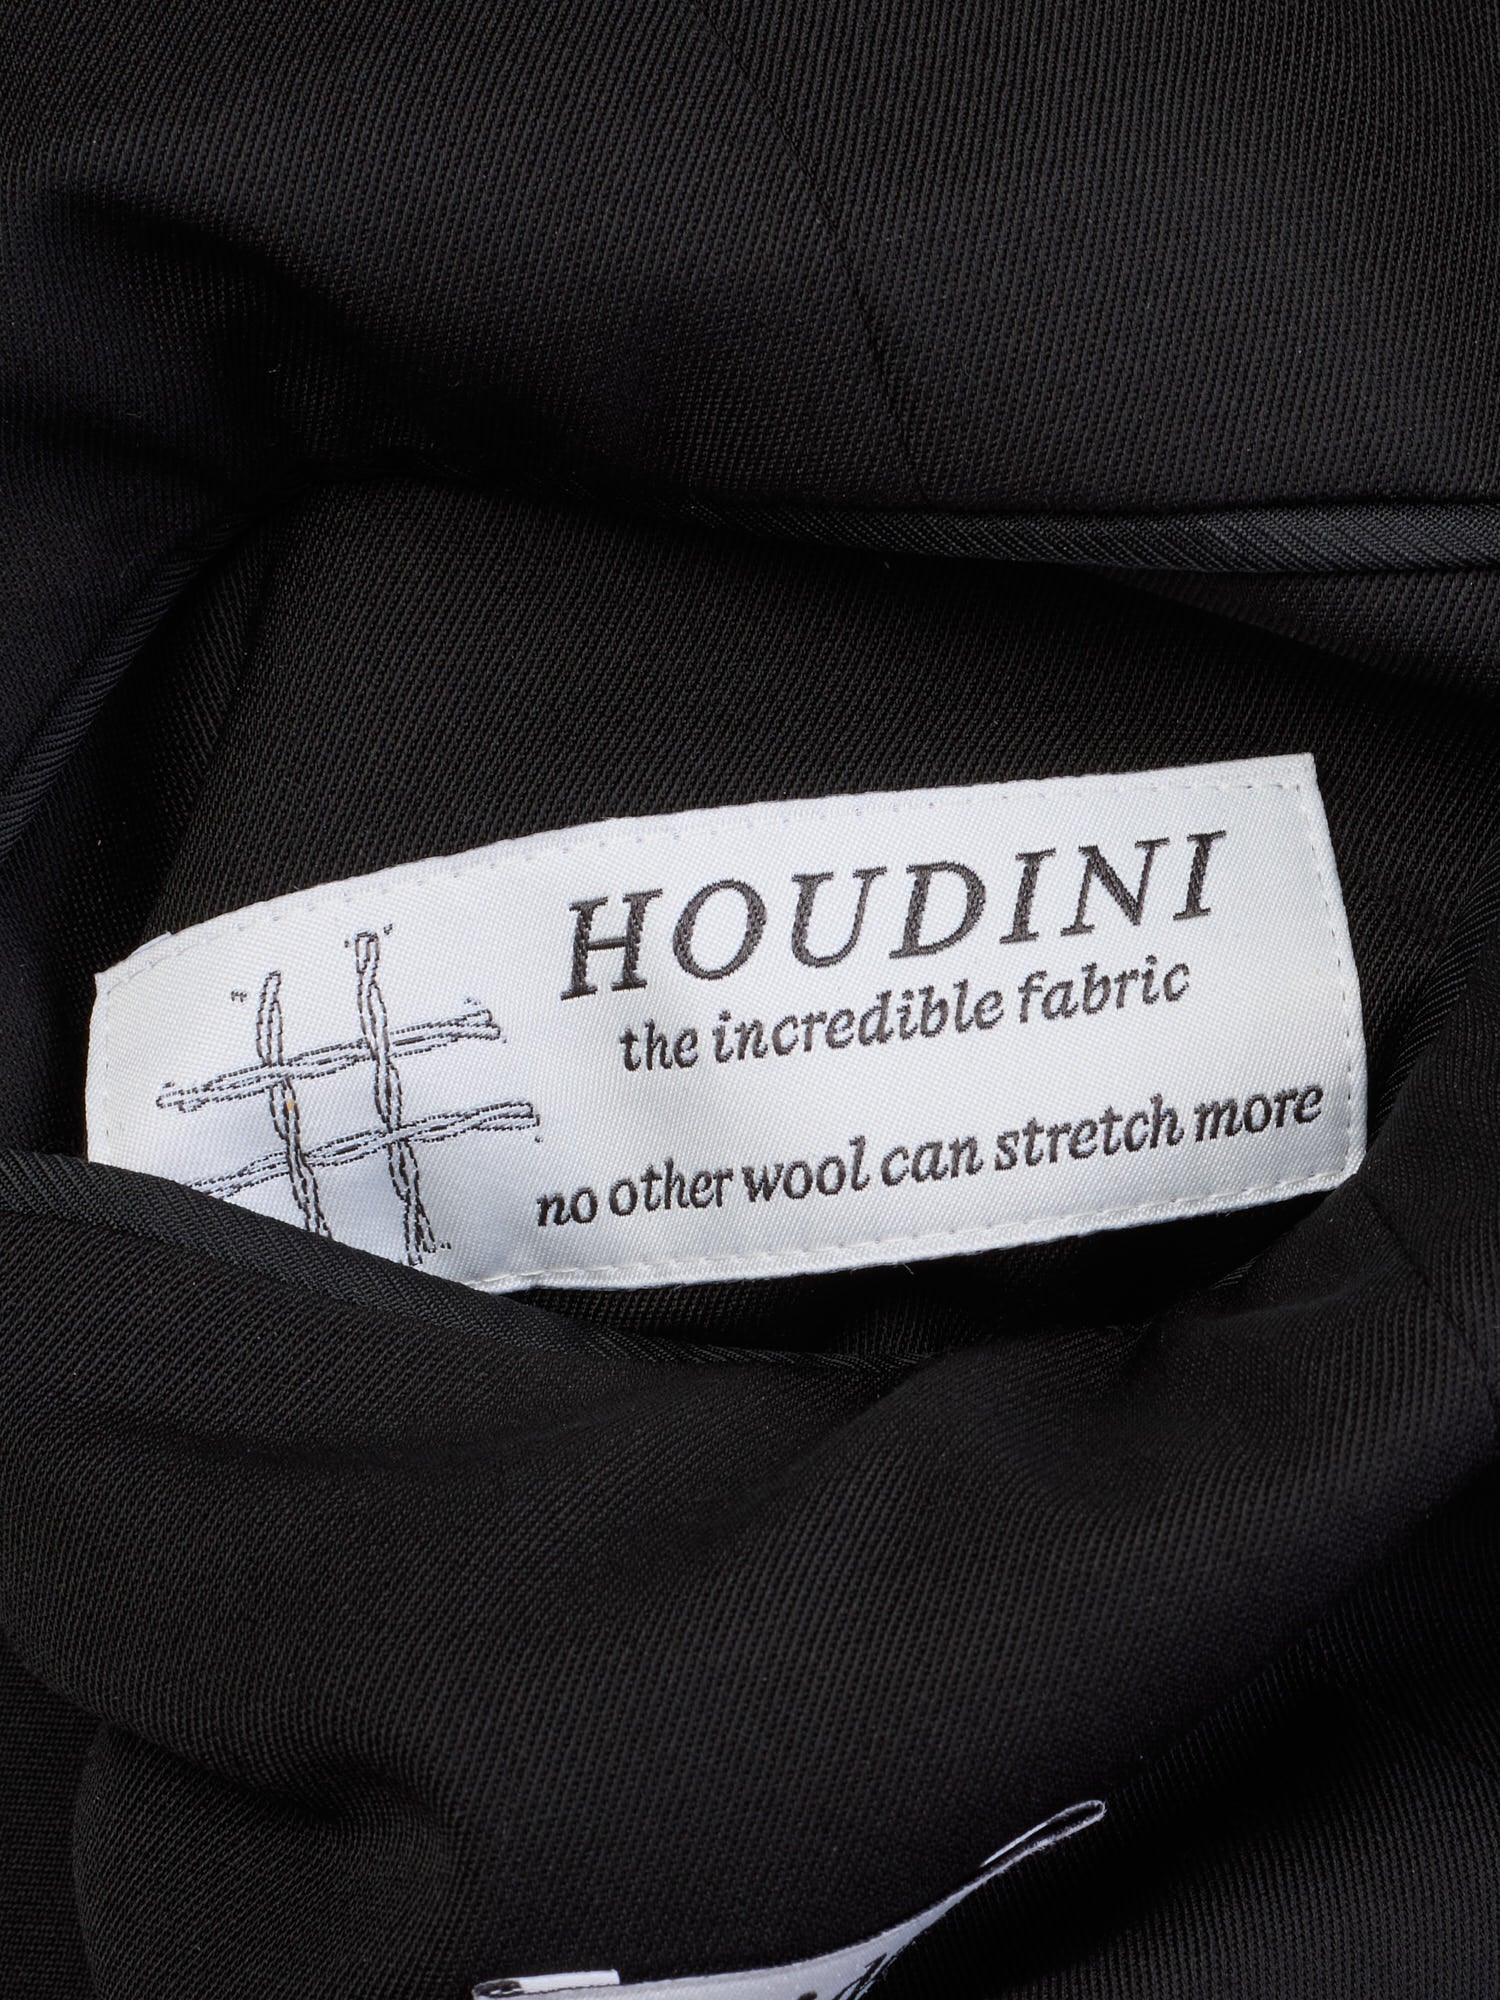 HOUDINI
the incredible fabric
no other wool can stretch more